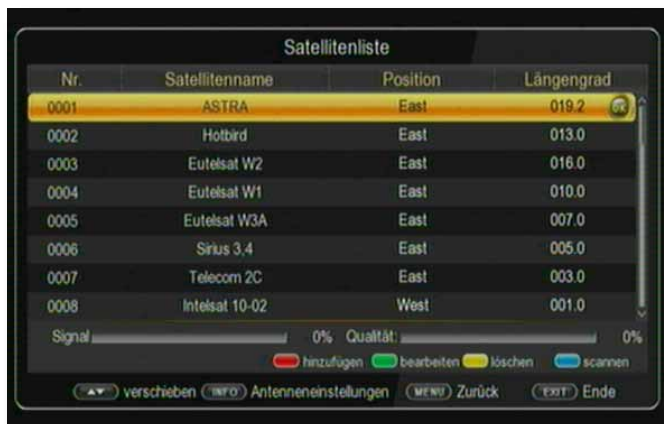 Satellitenliste
Nr. Satellitenname Position Längengrad
0001 ASTRA East 019.2 OK
0002 Hotbird East 013.0
0003 Eutelsat W2 East 016.0
0004 Eutelsat W1 East 010.0
0005 Eutelsat W3A East 007.0
0006 Sirius 3,4 East 005.0
0007 Telecom 2C East 003.0
0008 Intelsat 10-02 West 001.0
Signal 0% Qualität: 0%
hinzufügen bearbeiten löschen scannen
verschieben INFO Antenneneinstellungen MENU Zurück EXIT Ende